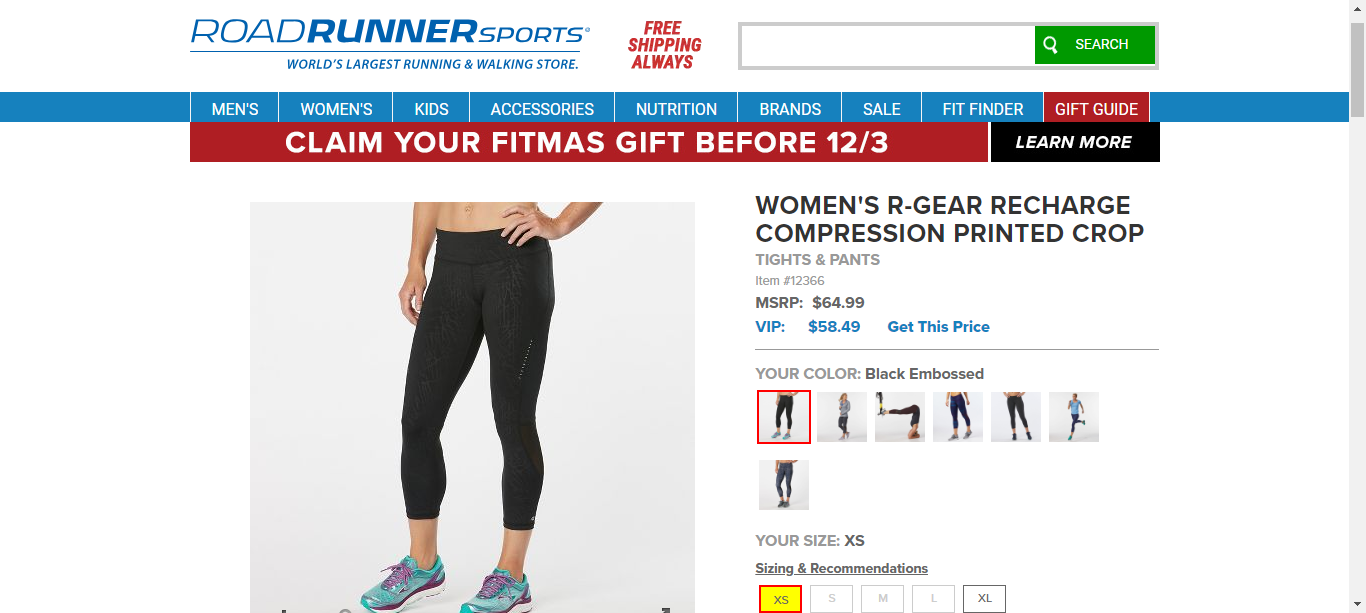 ROADRUNNERSPORTS®
WORLD'S LARGEST RUNNING & WALKING STORE.
FREE
SHIPPING
ALWAYS
SEARCH
MEN'S WOMEN'S KIDS ACCESSORIES NUTRITION BRANDS SALE FIT FINDER GIFT GUIDE
CLAIM YOUR FITMAS GIFT BEFORE 12/3 LEARN MORE
WOMEN'S R-GEAR RECHARGE
COMPRESSION PRINTED CROP
TIGHTS & PANTS
Item #12366
MSRP: $64.99
VIP: $58.49 Get This Price
YOUR COLOR: Black Embossed
YOUR SIZE: XS
Sizing & Recommendations
XS S M L XL